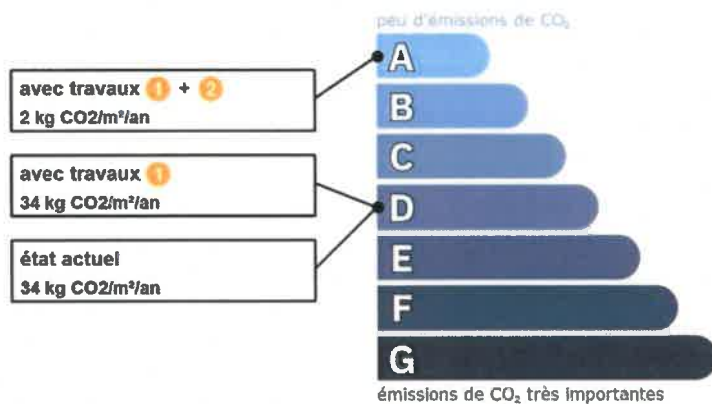 peu d'émissions de CO₂
avec travaux 1 + 2
2 kg CO2/m²/an
avec travaux 1
34 kg CO2/m²/an
état actuel
34 kg CO2/m²/an
A
B
C
D
E
F
G
émissions de CO₂ très importantes